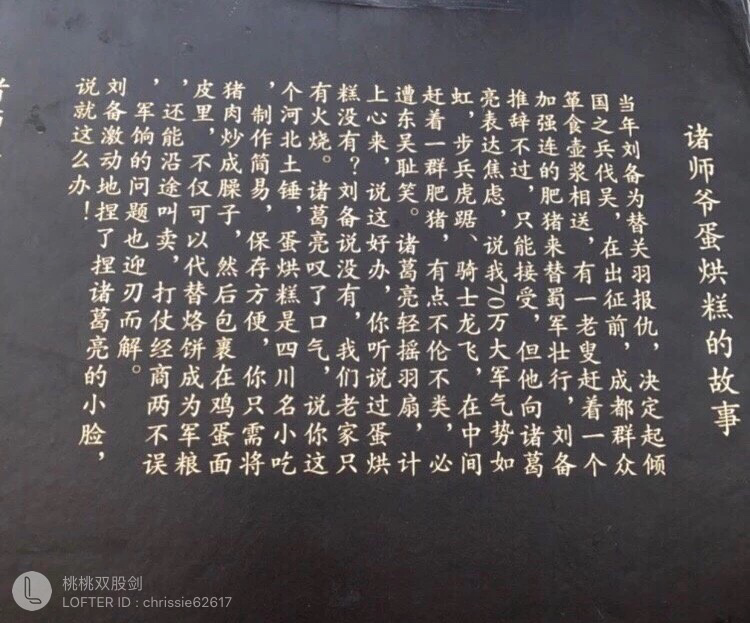 诸师爷蛋烘糕的故事
当年刘备为替关羽报仇，决定起倾
国之兵伐吴，在出征前，成都群众
箪食壶浆相送，有一老叟赶着一个
加强连的肥猪来替蜀军壮行，刘备
推辞不过，只能接受，但他向诸葛
亮表达焦虑，说我70万大军气势如
虹，步兵虎踞、骑士龙飞，在中间
赶着一群肥猪，有点不伦不类，必
遭东吴耻笑。诸葛亮轻摇羽扇，计
上心来，说这好办，你听说过蛋烘
糕没有？刘备说没有，我们老家只
有火烧。诸葛亮叹了口气，说你这
个河北土锤，蛋烘糕是四川名小吃
，制作简易，保存方便，你只需将
猪肉炒成臊子，然后包裹在鸡蛋面
皮里，不仅可以代替烙饼成为军粮
，还能沿途叫卖，打仗经商两不误
，军饷的问题也迎刃而解。
刘备激动地捏了捏诸葛亮的小脸，
说就这么办！
桃桃双股剑
LOFTER ID : chrissie62617